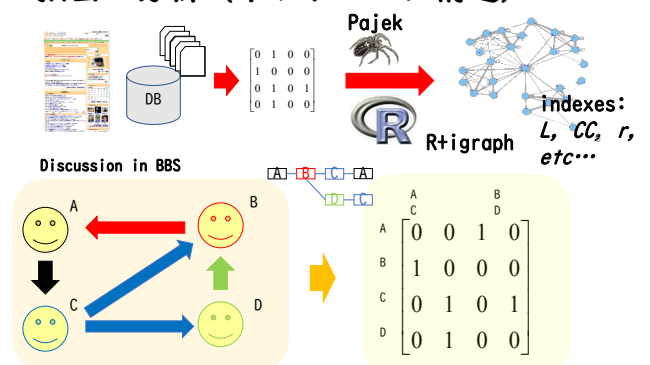 Pajek
DB
0 1 0 0
1 0 0 0
0 1 0 1
0 1 0 0
R
R+igraph
indexes:
L, CC, r,
etc…
Discussion in BBS
A B C A
D C
A
B
C
D
A B
C D
A 0 0 1 0
B 1 0 0 0
C 0 1 0 1
D 0 1 0 0